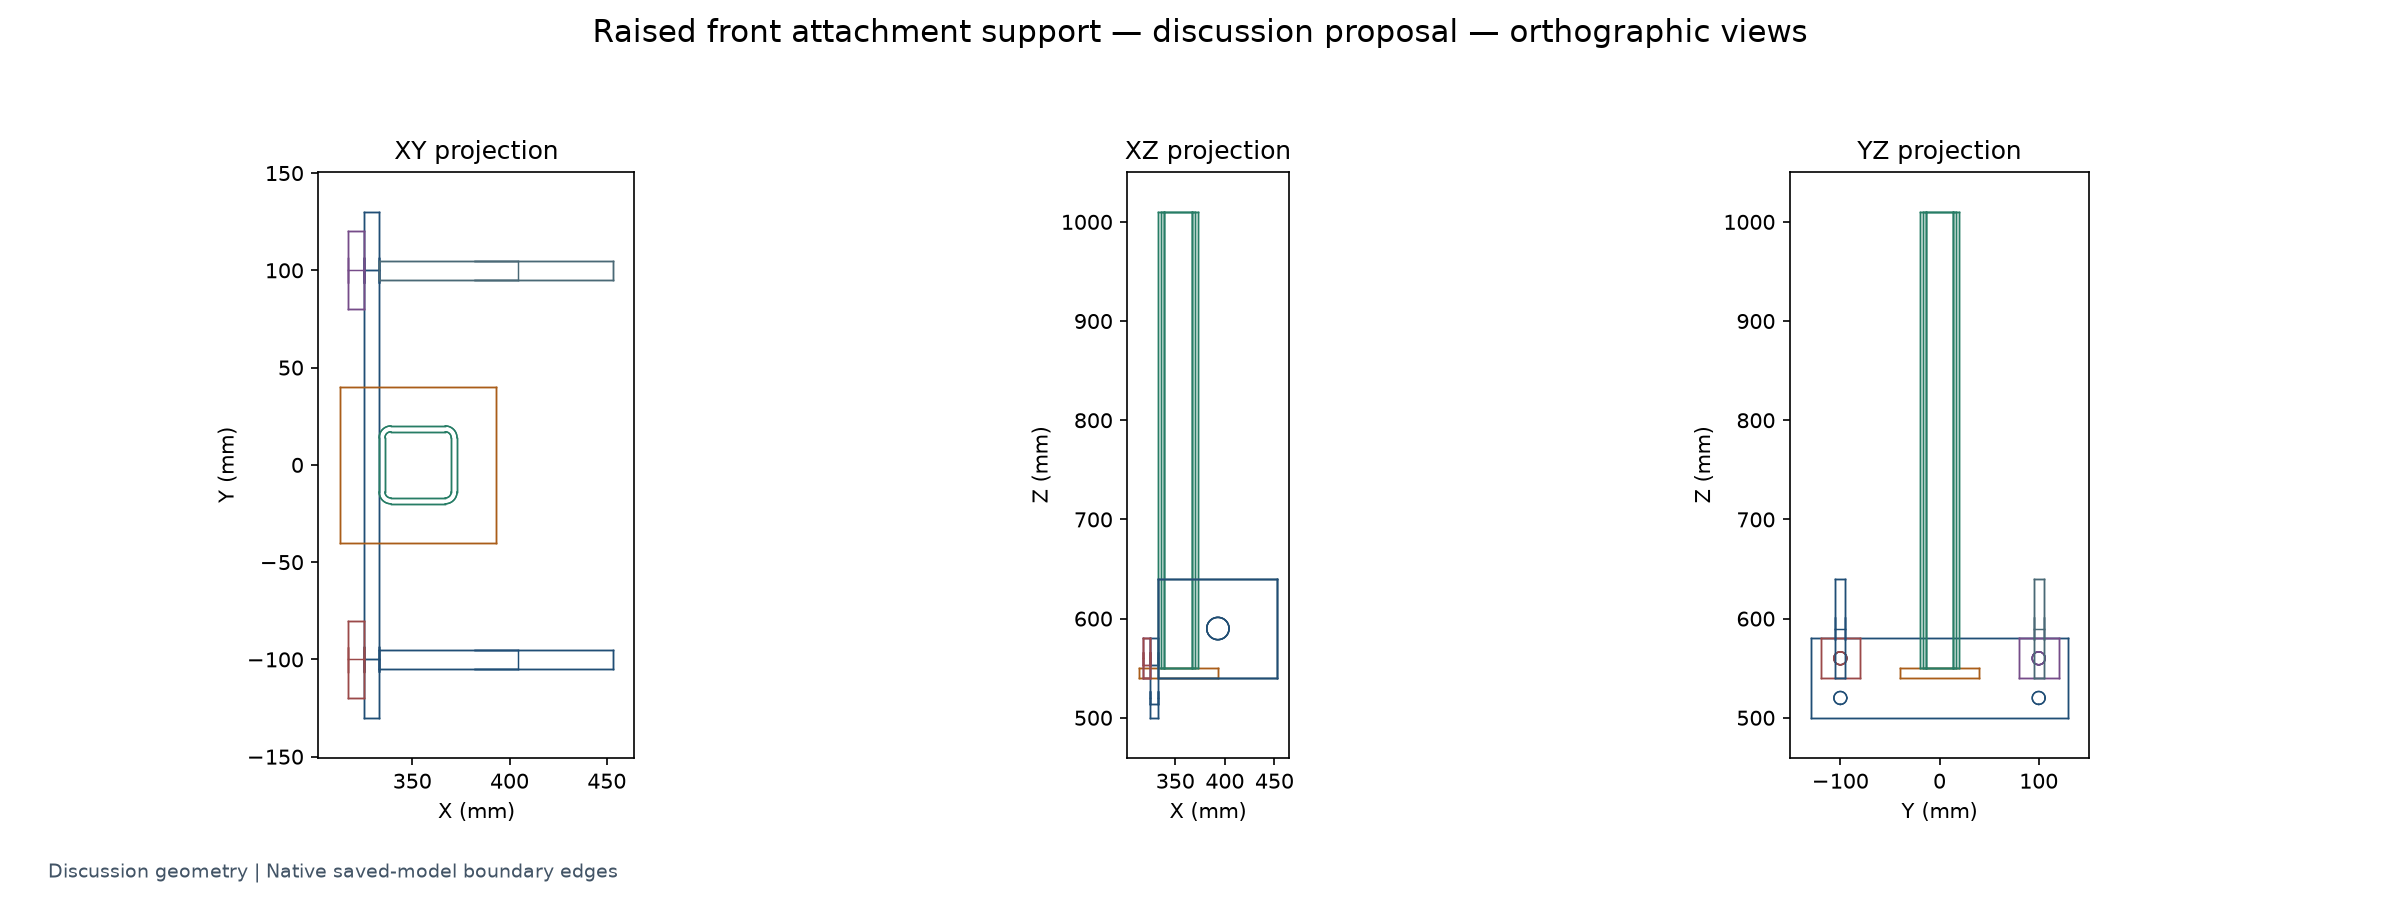 Raised front attachment support — discussion proposal — orthographic views
XY projection
150
100
50
0
−50
−100
−150
Y (mm)
350 400 450
X (mm)
XZ projection
1000
900
800
700
600
500
Z (mm)
350 400 450
X (mm)
YZ projection
1000
900
800
700
600
500
Z (mm)
−100 0 100
Y (mm)
Discussion geometry | Native saved-model boundary edges